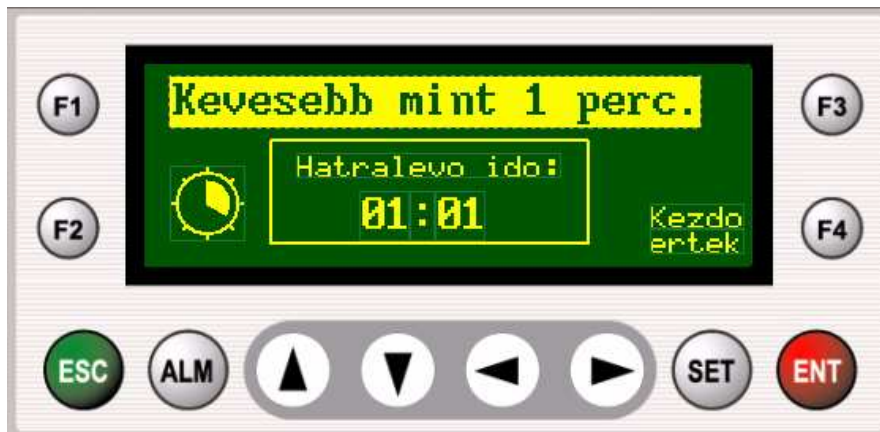 Kevesebb mint 1 perc.
Hatralevo ido:
01:01
Kezdo
ertek
F1
F2
F3
F4
ESC
ALM
SET
ENT